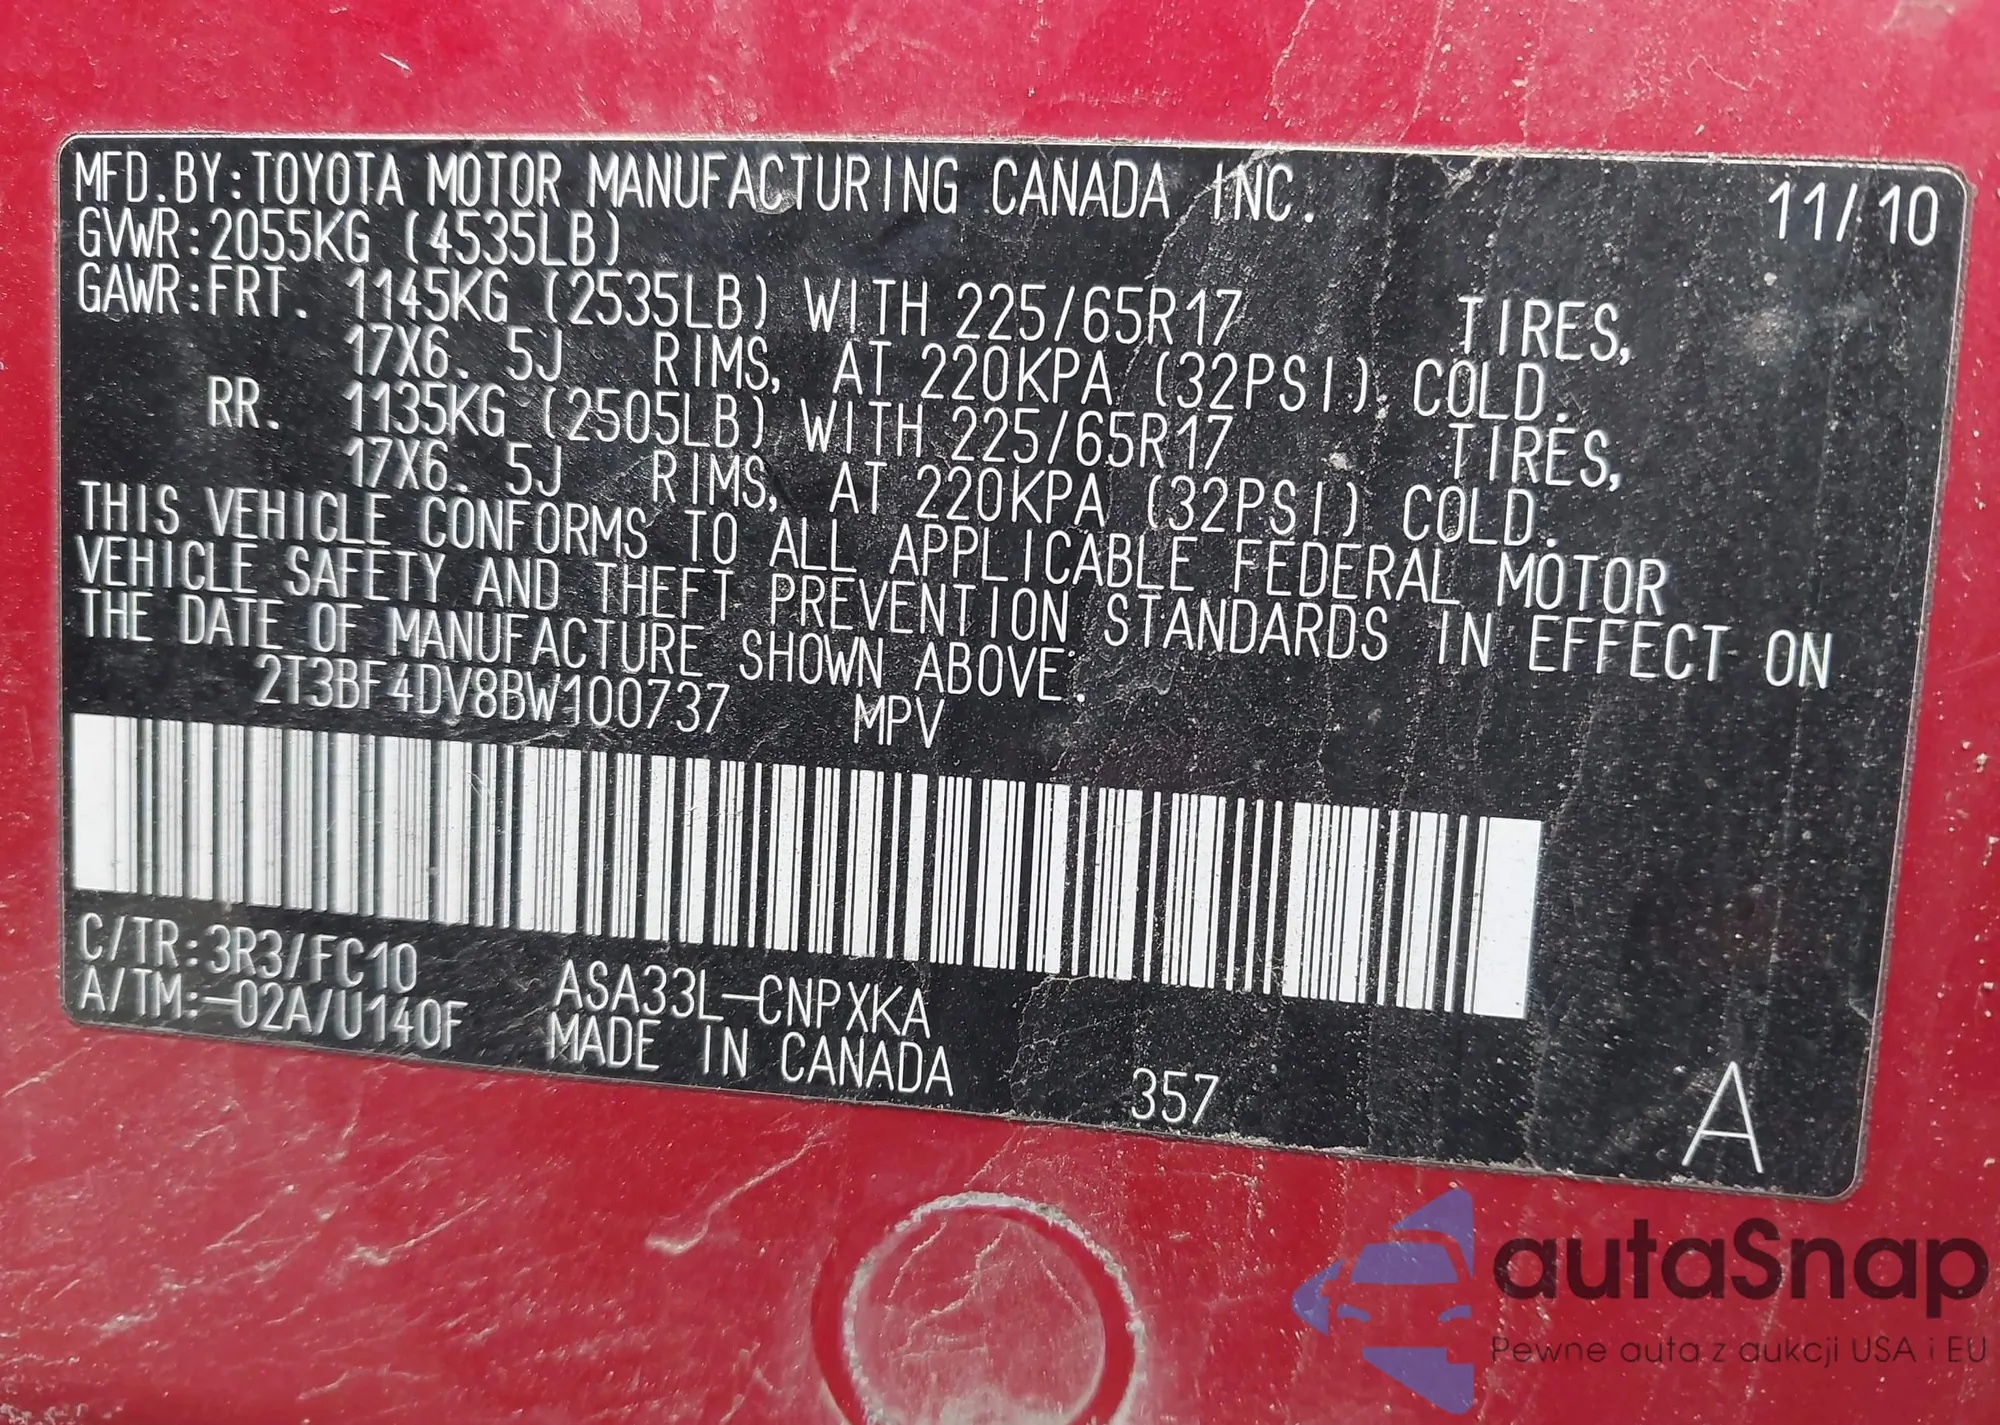 MFD.BY:TOYOTA MOTOR MANUFACTURING CANADA INC. 11/10
GVWR:2055KG (4535LB)
GAWR:FRT. 1145KG (2535LB) WITH 225/65R17 TIRES,
17X6.5J RIMS, AT 220KPA (32PSI) COLD.
RR. 1135KG (2505LB) WITH 225/65R17 TIRES,
17X6.5J RIMS, AT 220KPA (32PSI) COLD.
THIS VEHICLE CONFORMS TO ALL APPLICABLE FEDERAL MOTOR
VEHICLE SAFETY AND THEFT PREVENTION STANDARDS IN EFFECT ON
THE DATE OF MANUFACTURE SHOWN ABOVE.
2T3BF4DV8BW100737 MPV
C/TR:3R3/FC10 ASA33L-CNPXKA
A/TM:-02A/U140F MADE IN CANADA 357
A
autaSnap
Pewne auta z aukcji USA i EU